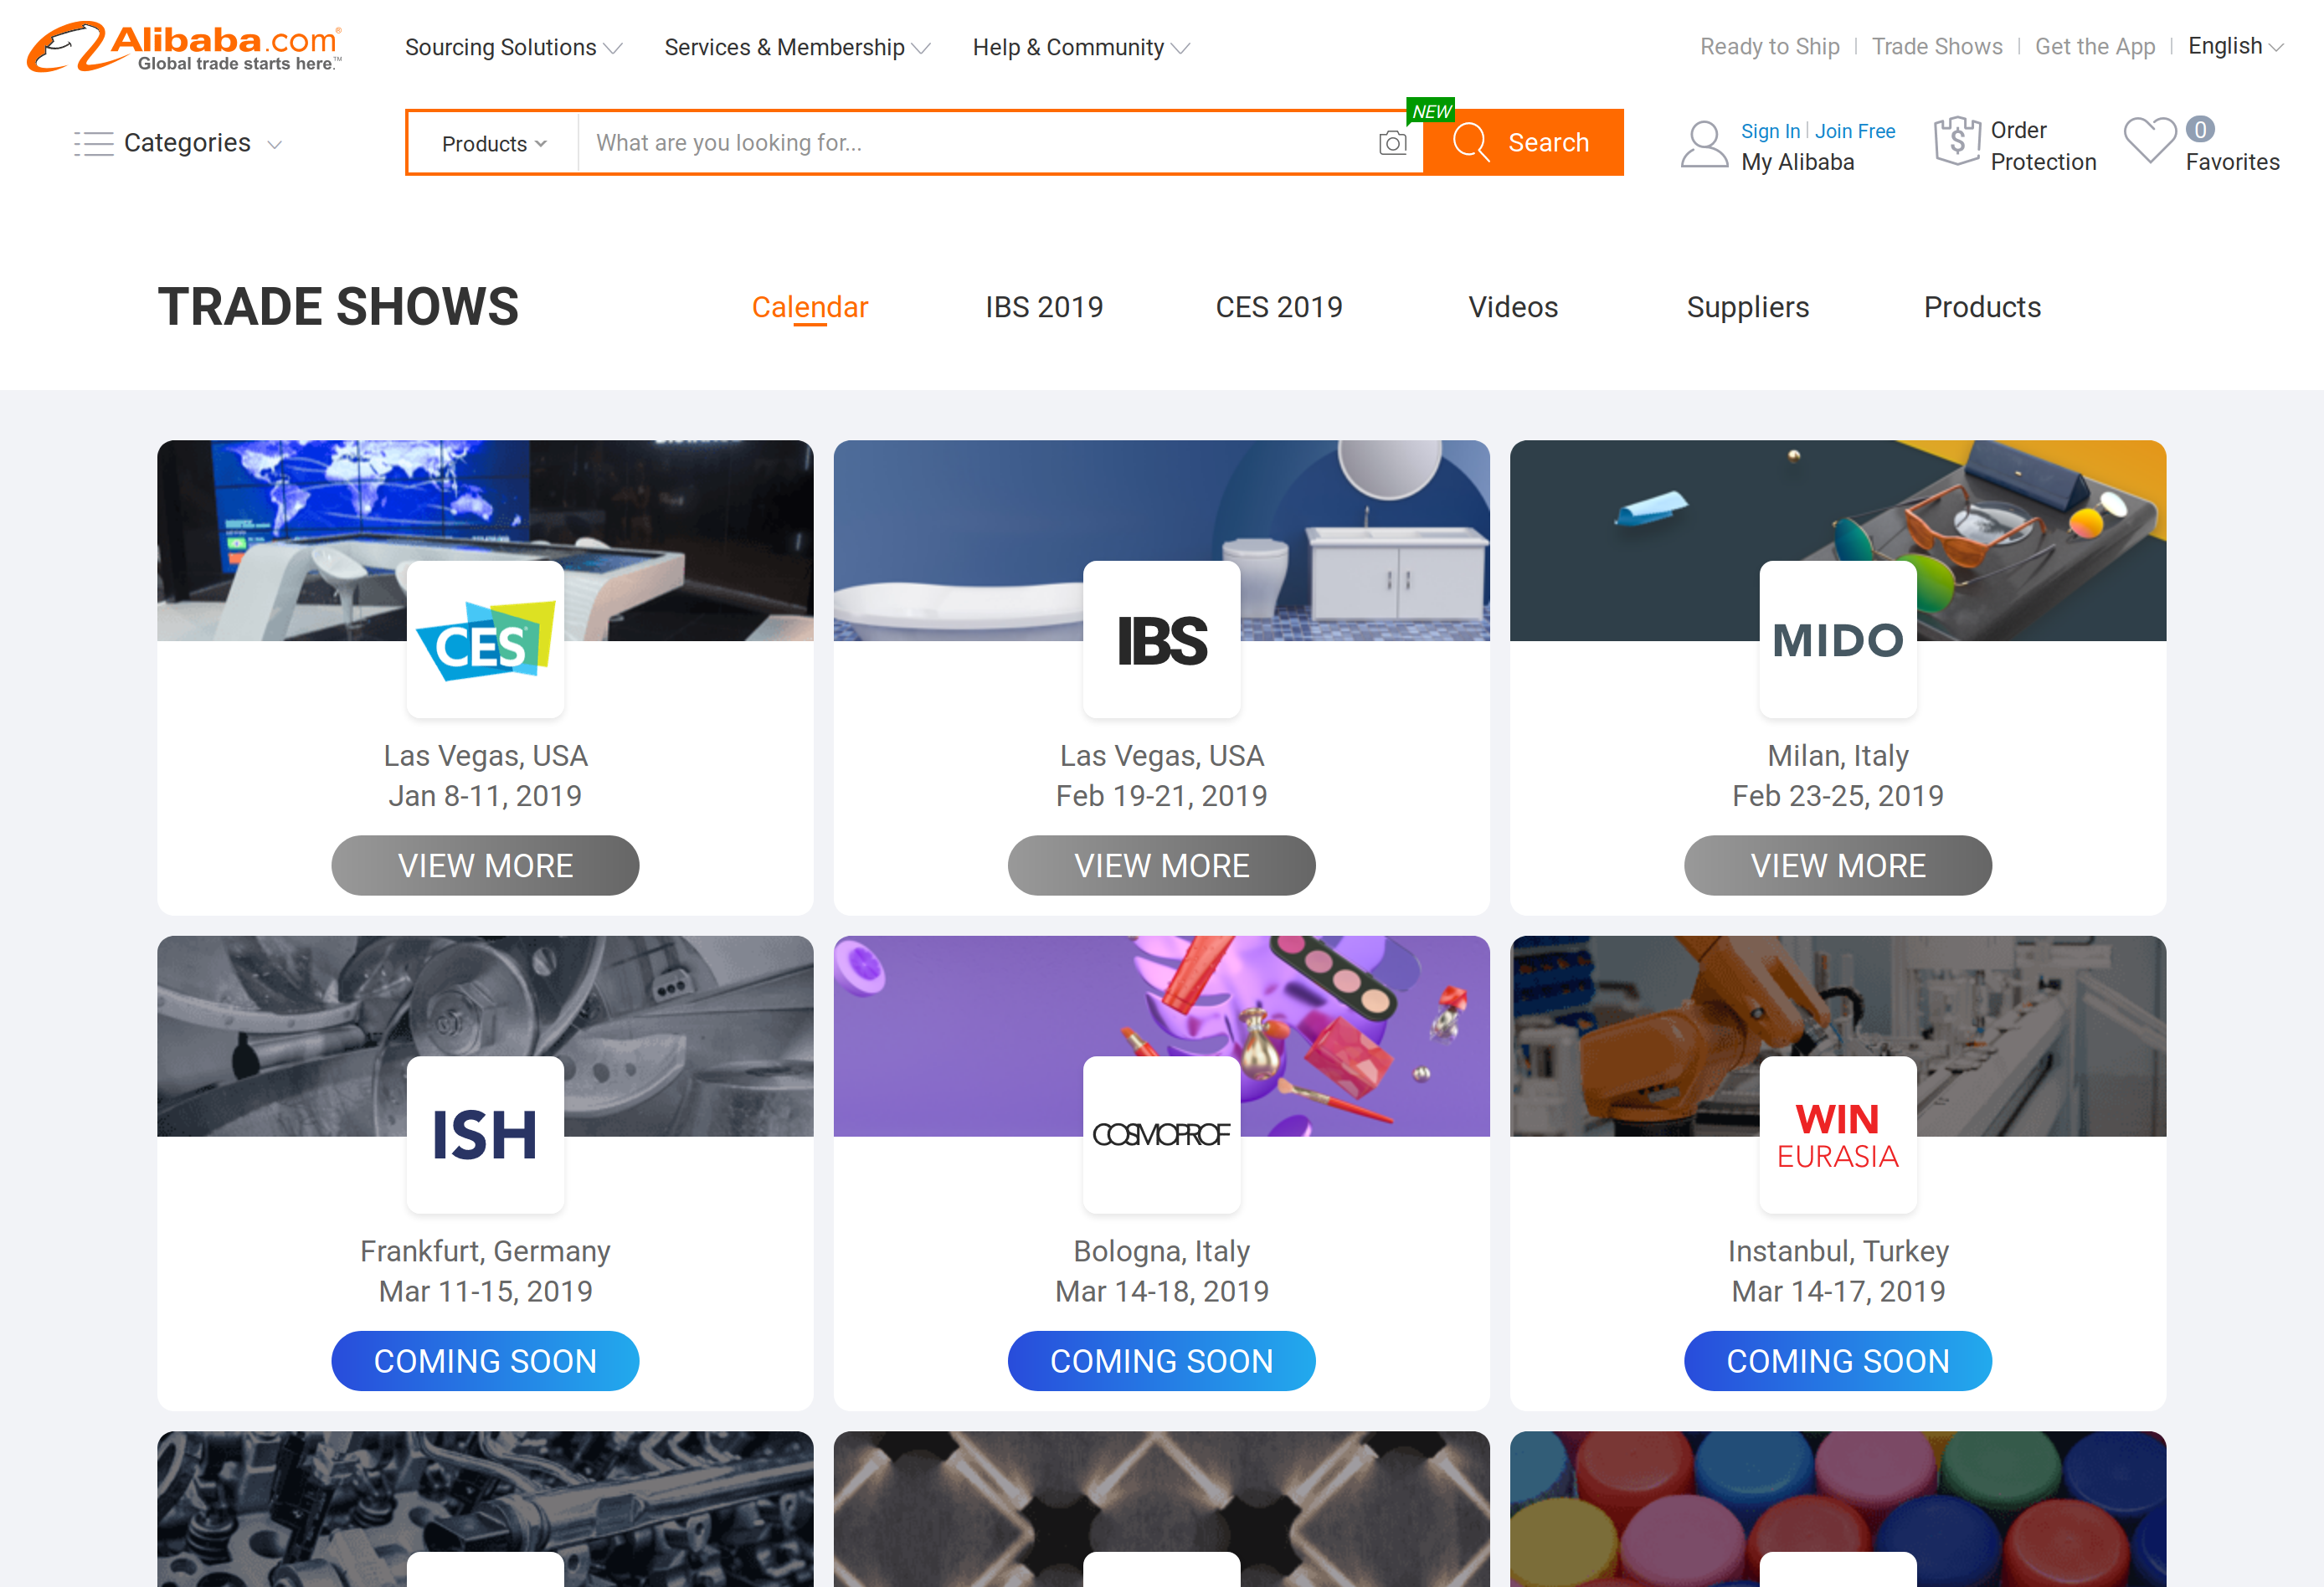 Alibaba.com®
Global trade starts here.™
Sourcing Solutions
Services & Membership
Help & Community
Ready to Ship
Trade Shows
Get the App
English
Categories
Products
What are you looking for...
NEW
Search
Sign In
Join Free
My Alibaba
Order
Protection
0
Favorites
TRADE SHOWS
Calendar
IBS 2019
CES 2019
Videos
Suppliers
Products
CES
Las Vegas, USA
Jan 8-11, 2019
VIEW MORE
IBS
Las Vegas, USA
Feb 19-21, 2019
VIEW MORE
MIDO
Milan, Italy
Feb 23-25, 2019
VIEW MORE
ISH
Frankfurt, Germany
Mar 11-15, 2019
COMING SOON
COSMOPROF
Bologna, Italy
Mar 14-18, 2019
COMING SOON
WIN
EURASIA
Instanbul, Turkey
Mar 14-17, 2019
COMING SOON